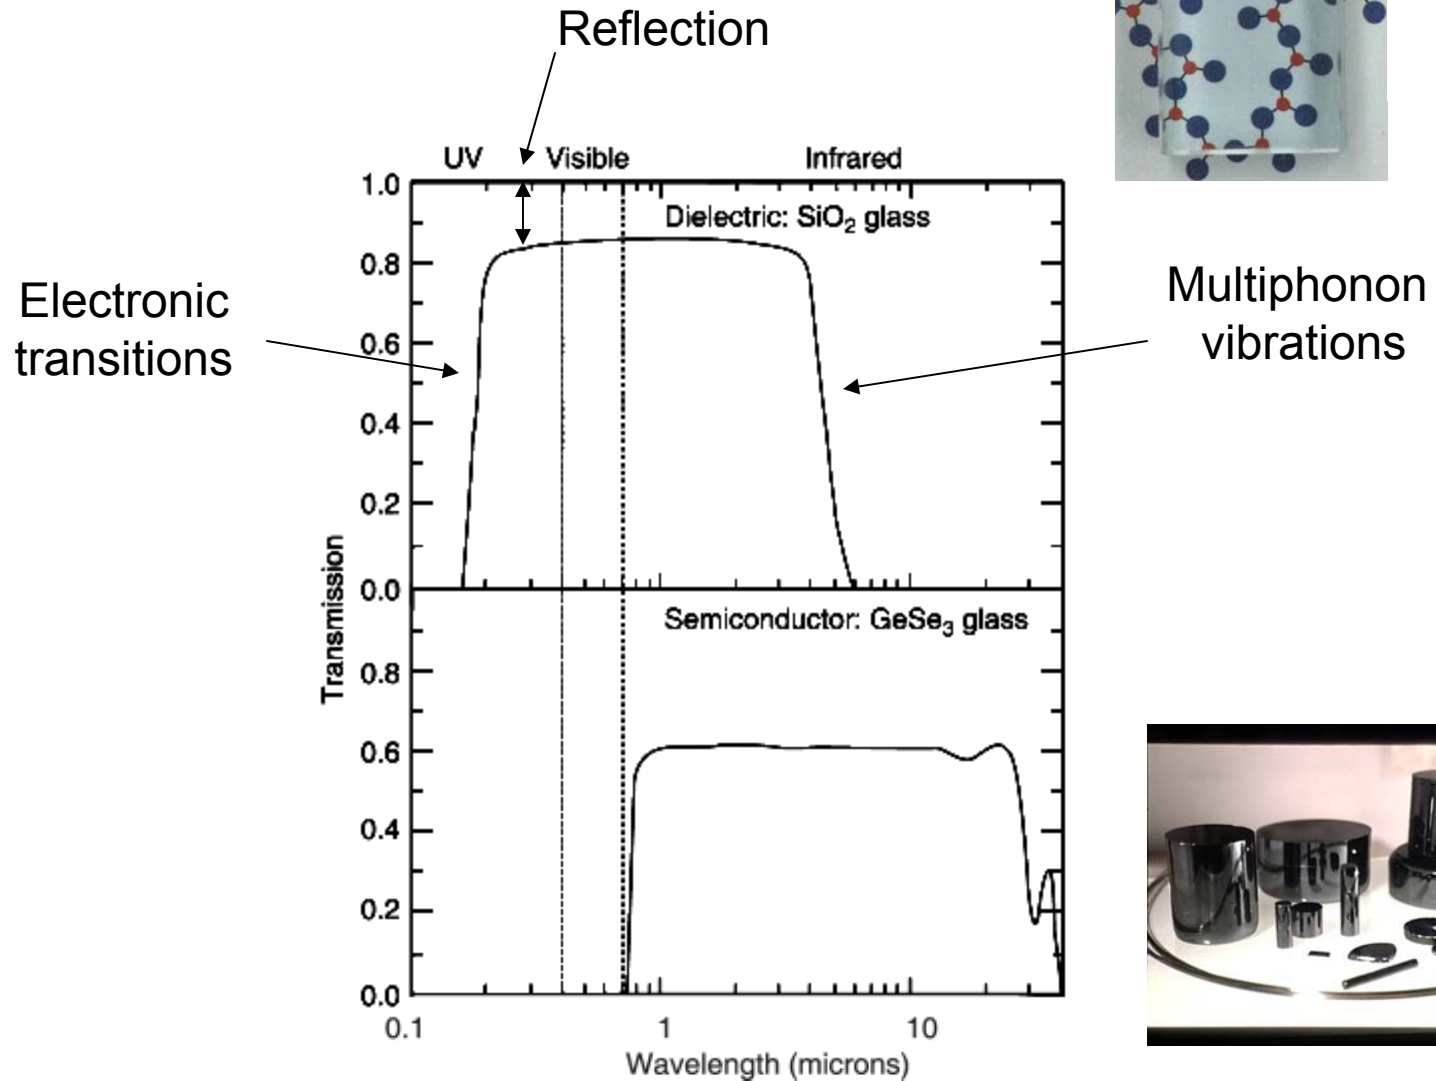 Reflection
UV Visible Infrared
1.0
Dielectric: SiO₂ glass
0.8
Electronic
transitions
Multiphonon
vibrations
0.6
0.4
0.2
0.0
Transmission
Semiconductor: GeSe₃ glass
0.8
0.6
0.4
0.2
0.0
0.1 1 10
Wavelength (microns)